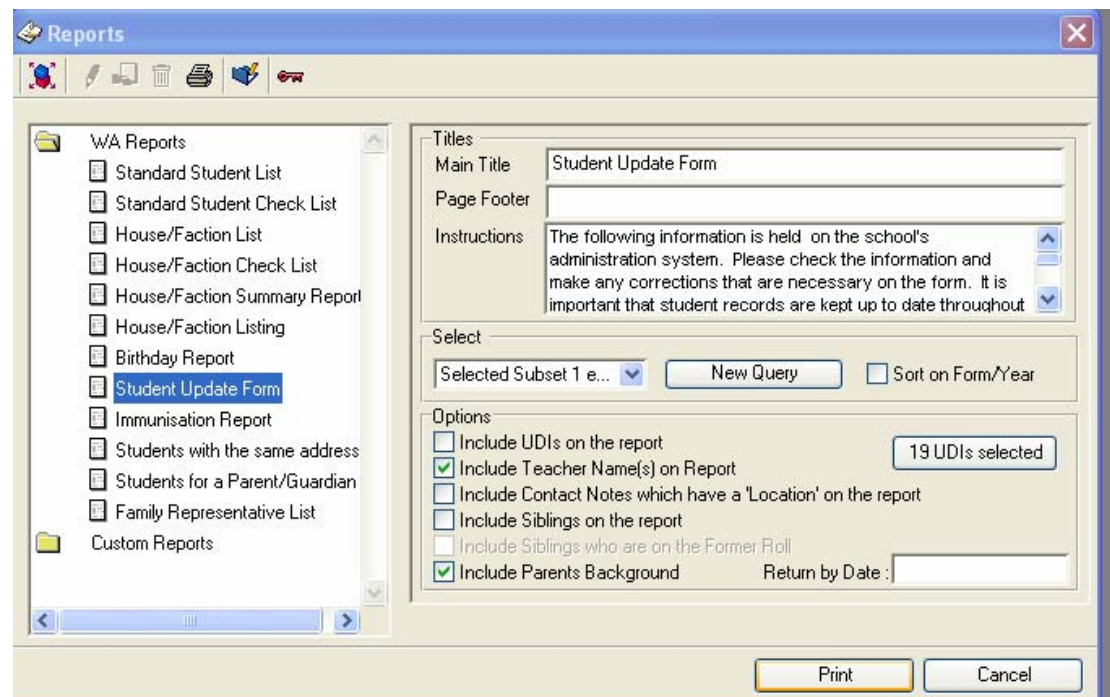 Reports
WA Reports
Standard Student List
Standard Student Check List
House/Faction List
House/Faction Check List
House/Faction Summary Report
House/Faction Listing
Birthday Report
Student Update Form
Immunisation Report
Students with the same address
Students for a Parent/Guardian
Family Representative List
Custom Reports
Titles
Main Title
Student Update Form
Page Footer
Instructions
The following information is held on the school's
administration system. Please check the information and
make any corrections that are necessary on the form. It is
important that student records are kept up to date throughout
Select
Selected Subset 1 e...
New Query
Sort on Form/Year
Options
Include UDIs on the report
19 UDIs selected
Include Teacher Name(s) on Report
Include Contact Notes which have a 'Location' on the report
Include Siblings on the report
Include Siblings who are on the Former Roll
Include Parents Background
Return by Date :
Print
Cancel